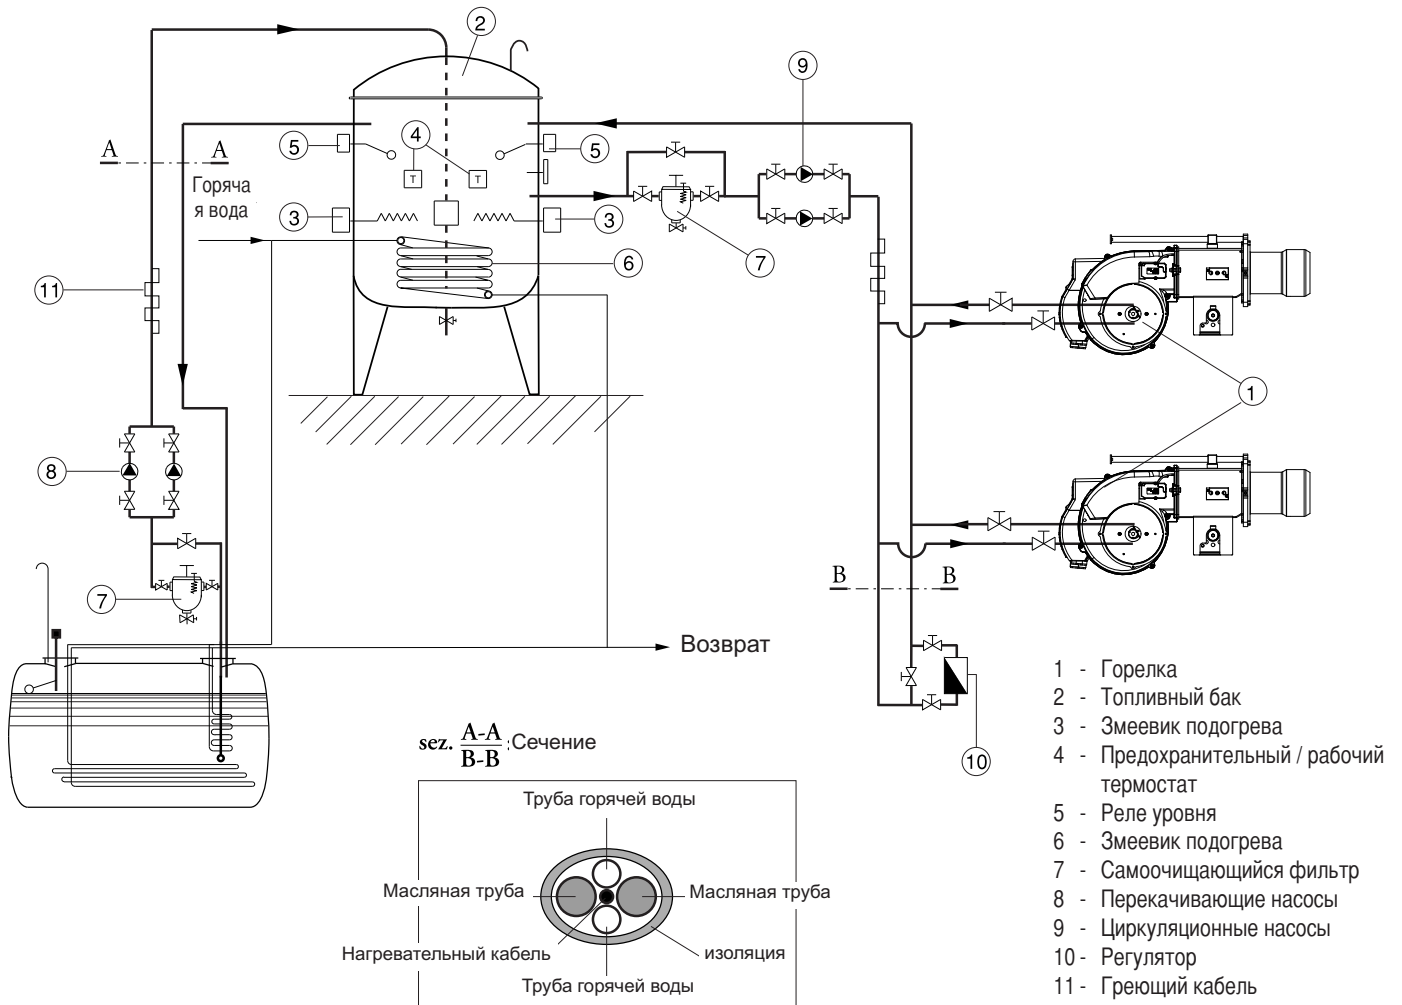 2
9
A
A
5
4
5
Горяча
я вода
T
T
3
3
7
6
11
1
8
7
B
B
Возврат
10
sez. A-A
B-B
:Сечение
Труба горячей воды
Масляная труба
Масляная труба
Нагревательный кабель
изоляция
Труба горячей воды
1 - Горелка
2 - Топливный бак
3 - Змеевик подогрева
4 - Предохранительный / рабочий
термостат
5 - Реле уровня
6 - Змеевик подогрева
7 - Самоочищающийся фильтр
8 - Перекачивающие насосы
9 - Циркуляционные насосы
10 - Регулятор
11 - Греющий кабель